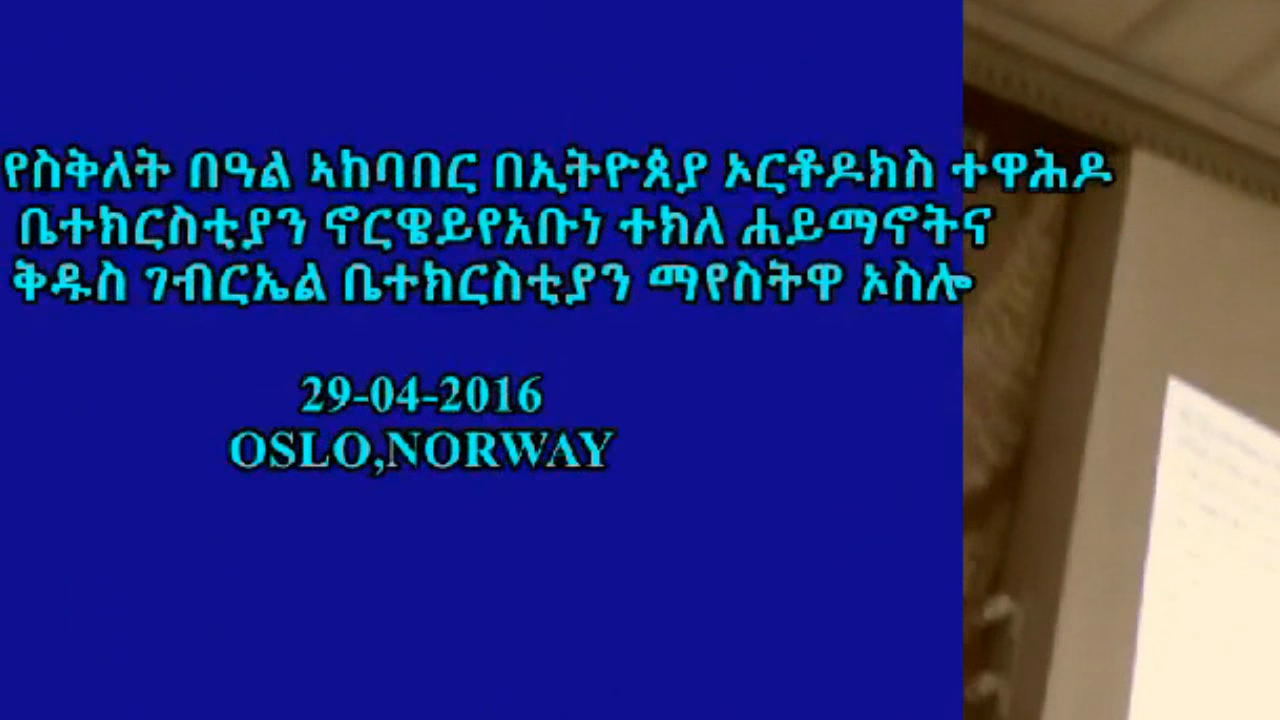 የስቅለት በዓል ኣከባበር በኢትዮጵያ ኦርቶዶክስ ተዋሕዶ
ቤተክርስቲያን ኖርዌይየአቡነ ተክለ ሐይማኖትና
ቅዱስ ገብርኤል ቤተክርስቲያን ማየስትዋ ኦስሎ
29-04-2016
OSLO,NORWAY